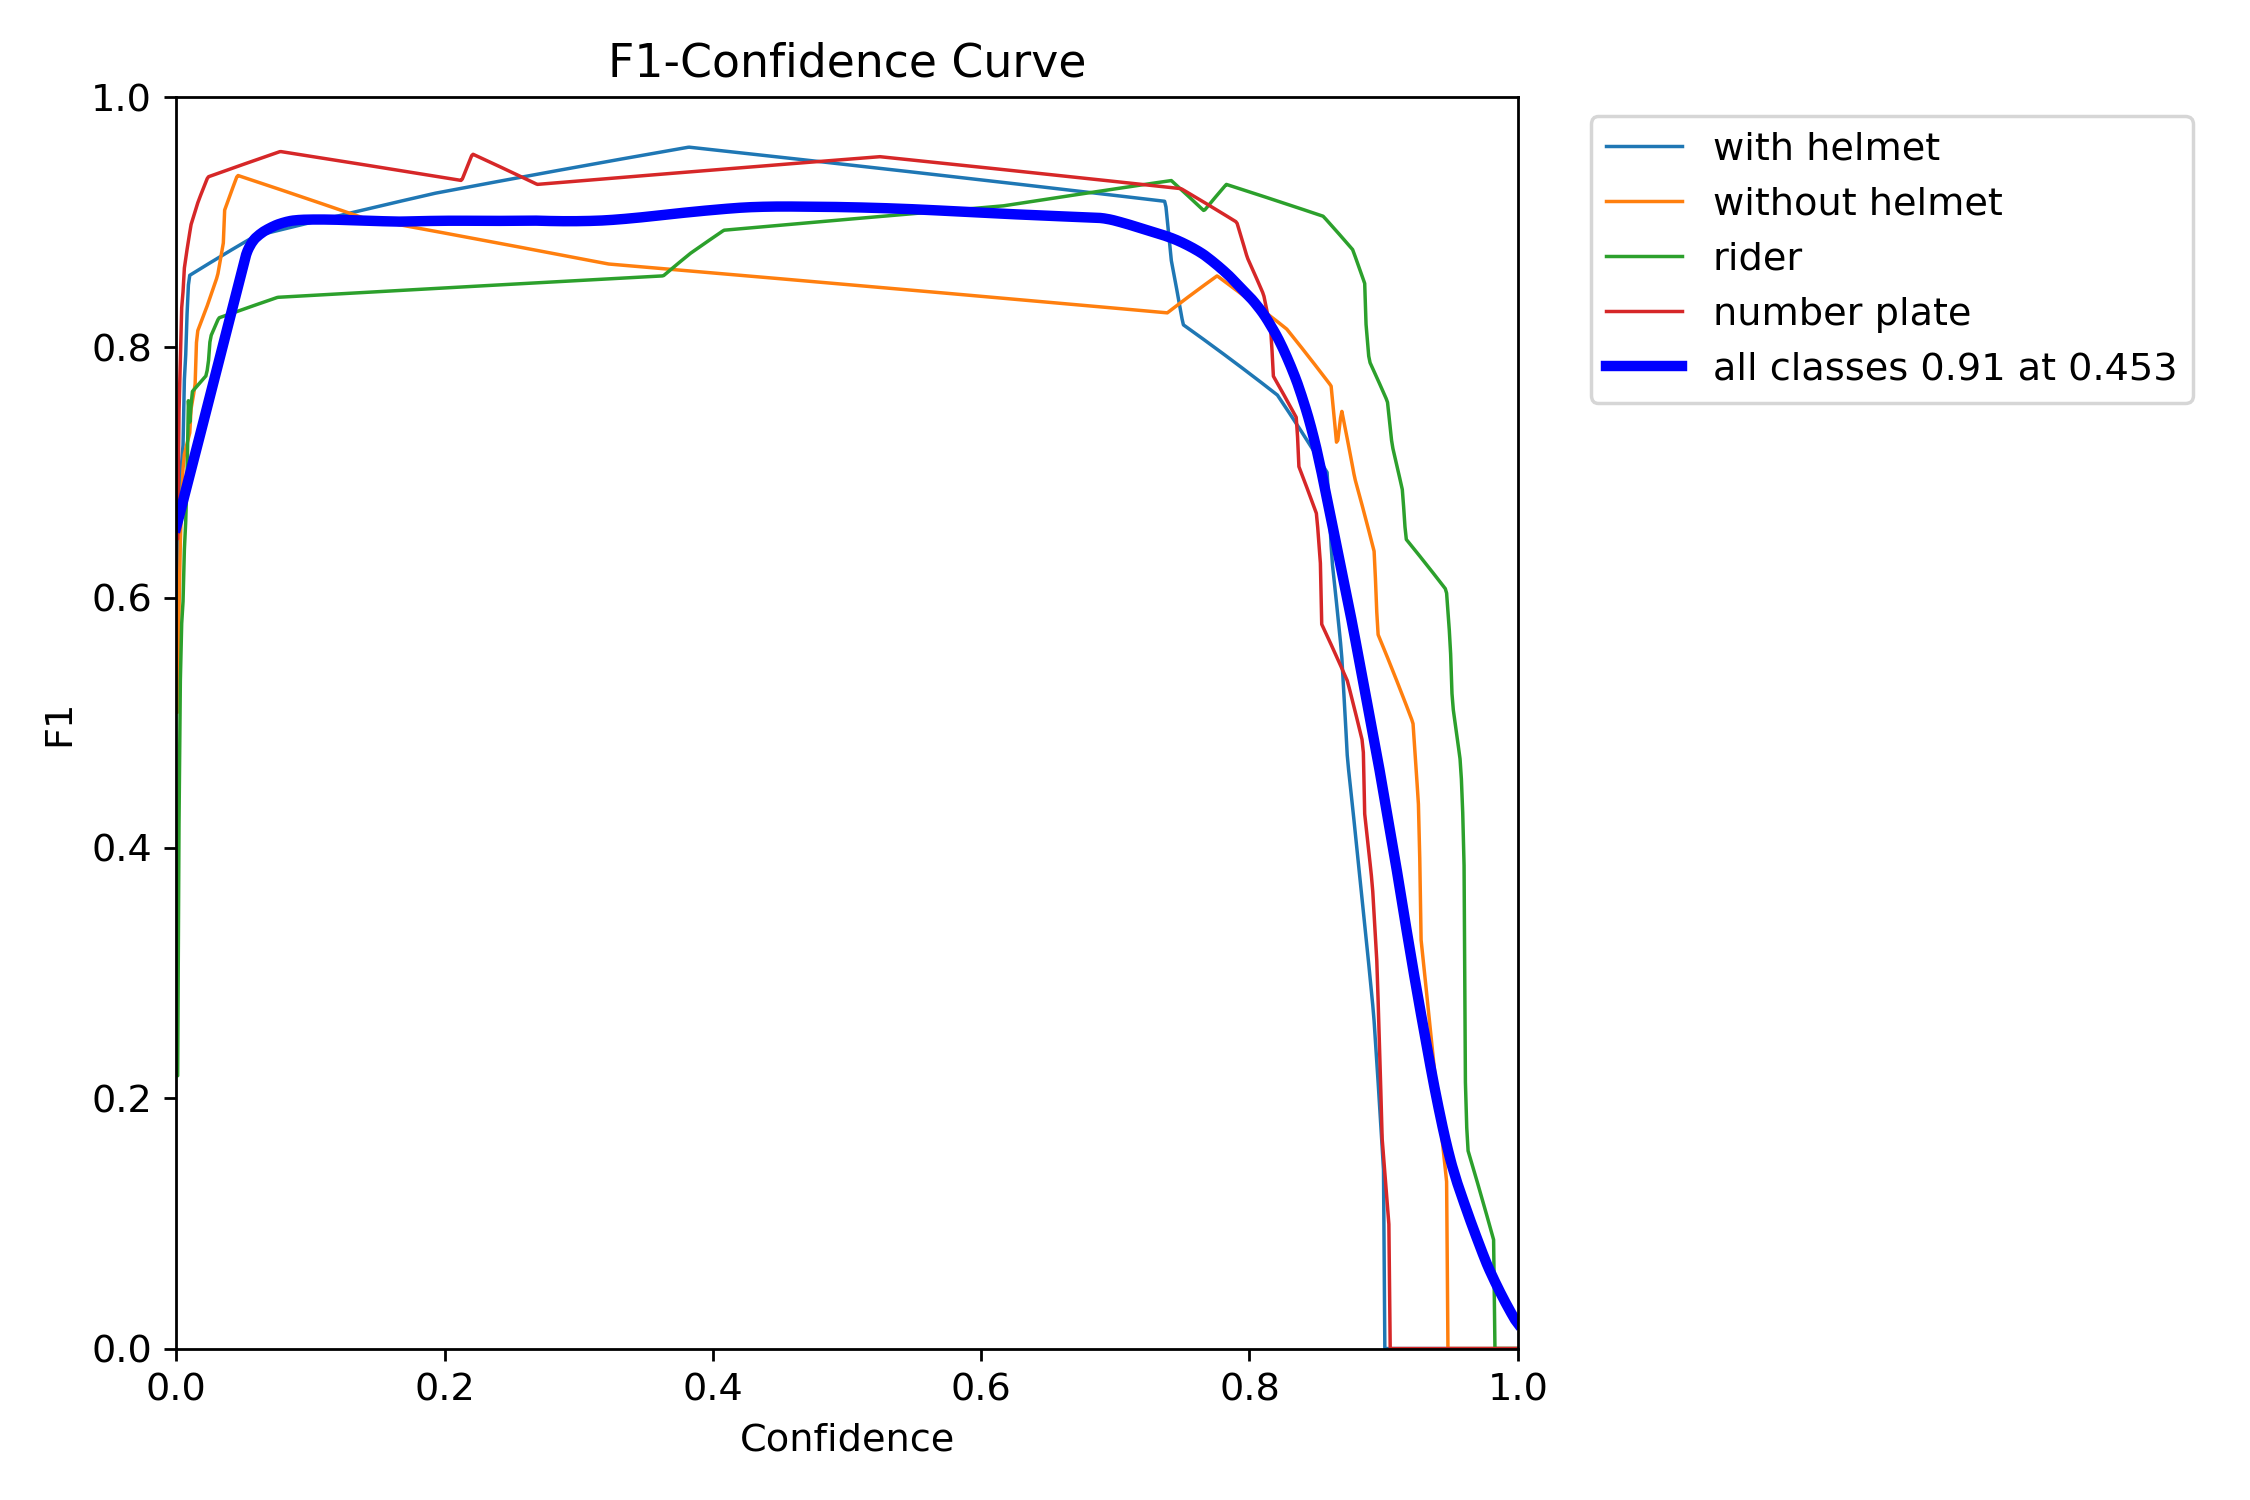 F1-Confidence Curve
1.0
0.8
0.6
0.4
0.2
0.0
F1
0.0 0.2 0.4 0.6 0.8 1.0
Confidence
with helmet
without helmet
rider
number plate
all classes 0.91 at 0.453